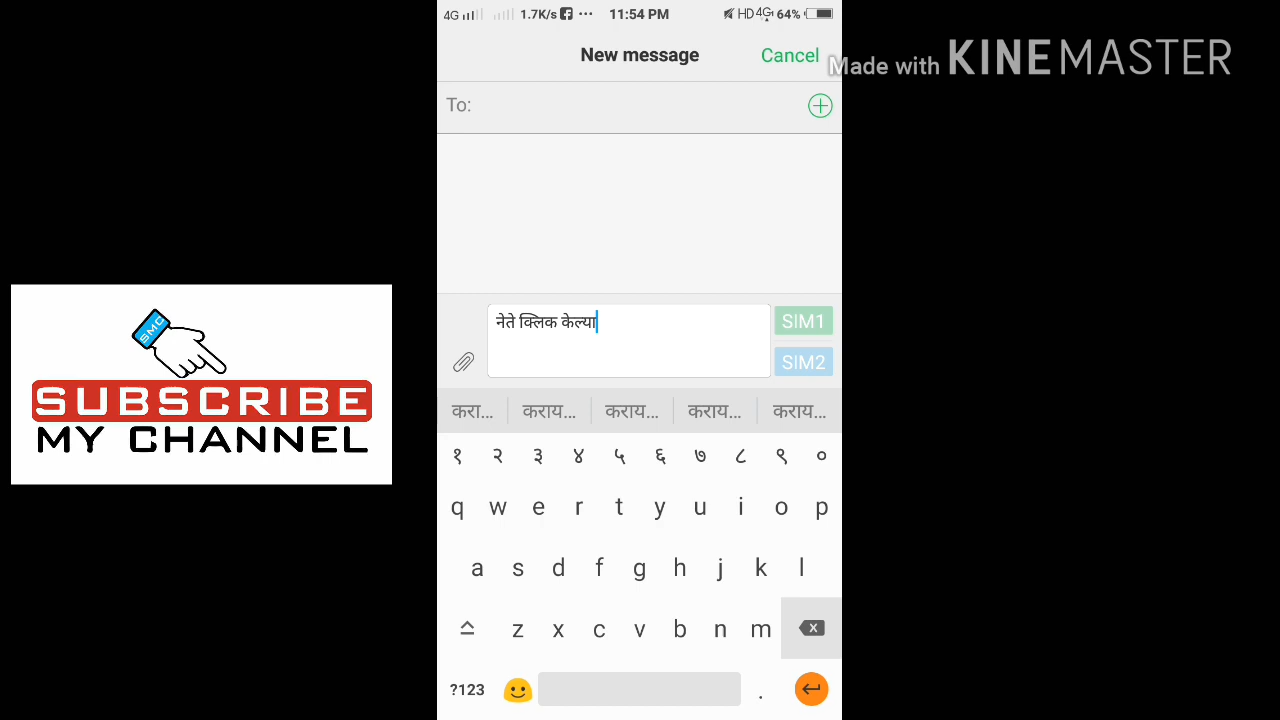 4G 1.7K/s ... 11:54 PM HD 4G 64%
New message Cancel
Made with KINEMASTER
To:
SMC
SUBSCRIBE
MY CHANNEL
नेते क्लिक केल्या
SIM1
SIM2
करा... कराय... कराय... कराय... कराय...
१ २ ३ ४ ५ ६ ७ ८ ९ ०
q w e r t y u i o p
a s d f g h j k l
z x c v b n m
?123 .